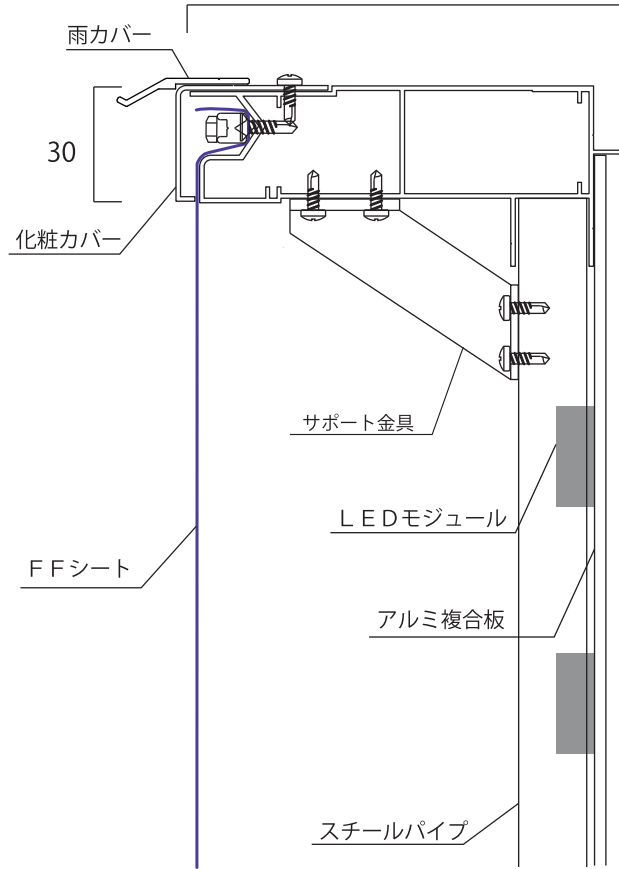 雨カバー
30
化粧カバー
サポート金具
ＬＥＤモジュール
ＦＦシート
アルミ複合板
スチールパイプ